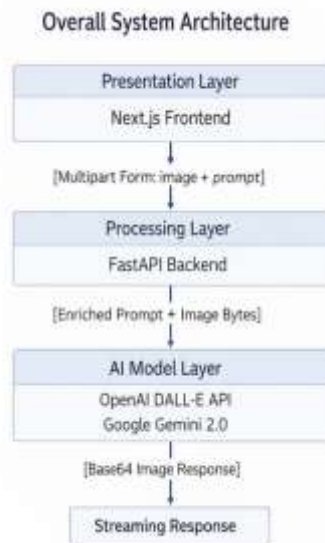 Overall System Architecture
Presentation Layer
Next.js Frontend
[Multipart Form: image + prompt]
Processing Layer
FastAPI Backend
[Enriched Prompt + Image Bytes]
AI Model Layer
OpenAI DALL-E API
Google Gemini 2.0
[Base64 Image Response]
Streaming Response